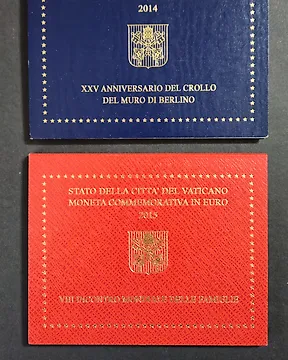 2014
XXV ANNIVERSARIO DEL CROLLO
DEL MURO DI BERLINO
STATO DELLA CITTA' DEL VATICANO
MONETA COMMEMORATIVA IN EURO
2015
VIII INCONTRO MONDIALE DELLE FAMIGLIE